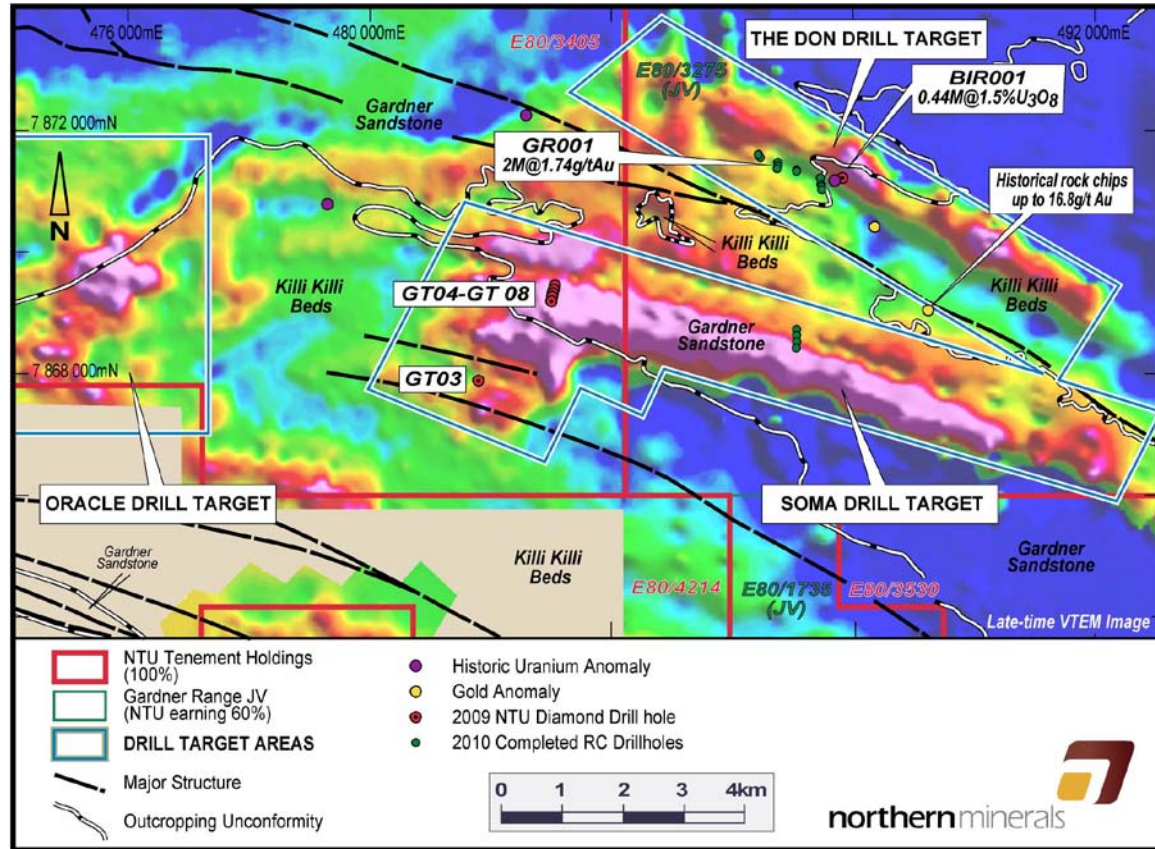 476 000mE
480 000mE
492 000mE
E80/3405
THE DON DRILL TARGET
E80/3275
(JV)
BIR001
0.44M@1.5%U₃O₈
Gardner
Sandstone
7 872 000mN
GR001
2M@1.74g/tAu
Historical rock chips
up to 16.8g/t Au
N
Killi Killi
Beds
Killi Killi
Beds
Killi Killi
Beds
GT04-GT 08
Gardner
Sandstone
7 868 000mN
GT03
ORACLE DRILL TARGET
SOMA DRILL TARGET
Gardner
Sandstone
Killi Killi
Beds
Gardner
Sandstone
E80/4214
E80/1735
(JV)
E80/3530
Late-time VTEM Image
NTU Tenement Holdings
(100%)
Gardner Range JV
(NTU earning 60%)
DRILL TARGET AREAS
Major Structure
Outcropping Unconformity
Historic Uranium Anomaly
Gold Anomaly
2009 NTU Diamond Drill hole
2010 Completed RC Drillholes
0 1 2 3 4km
northernminerals